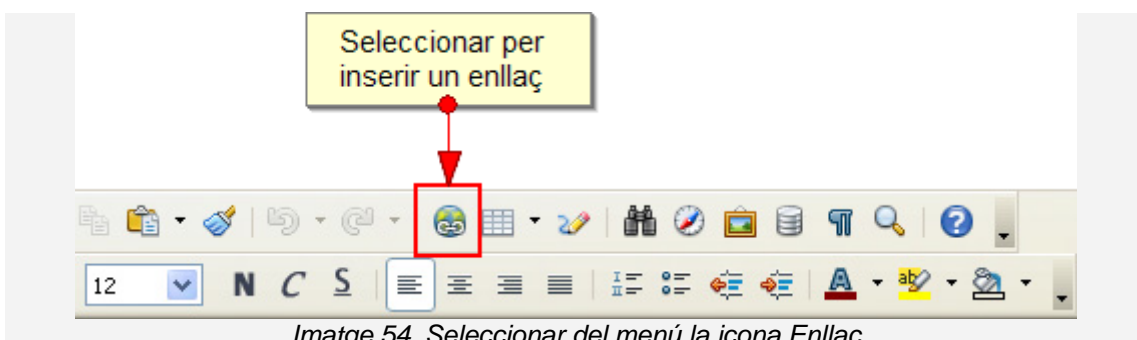 Seleccionar per
inserir un enllaç
12 N C S
Imatge 54. Seleccionar del menú la icona Enllaç